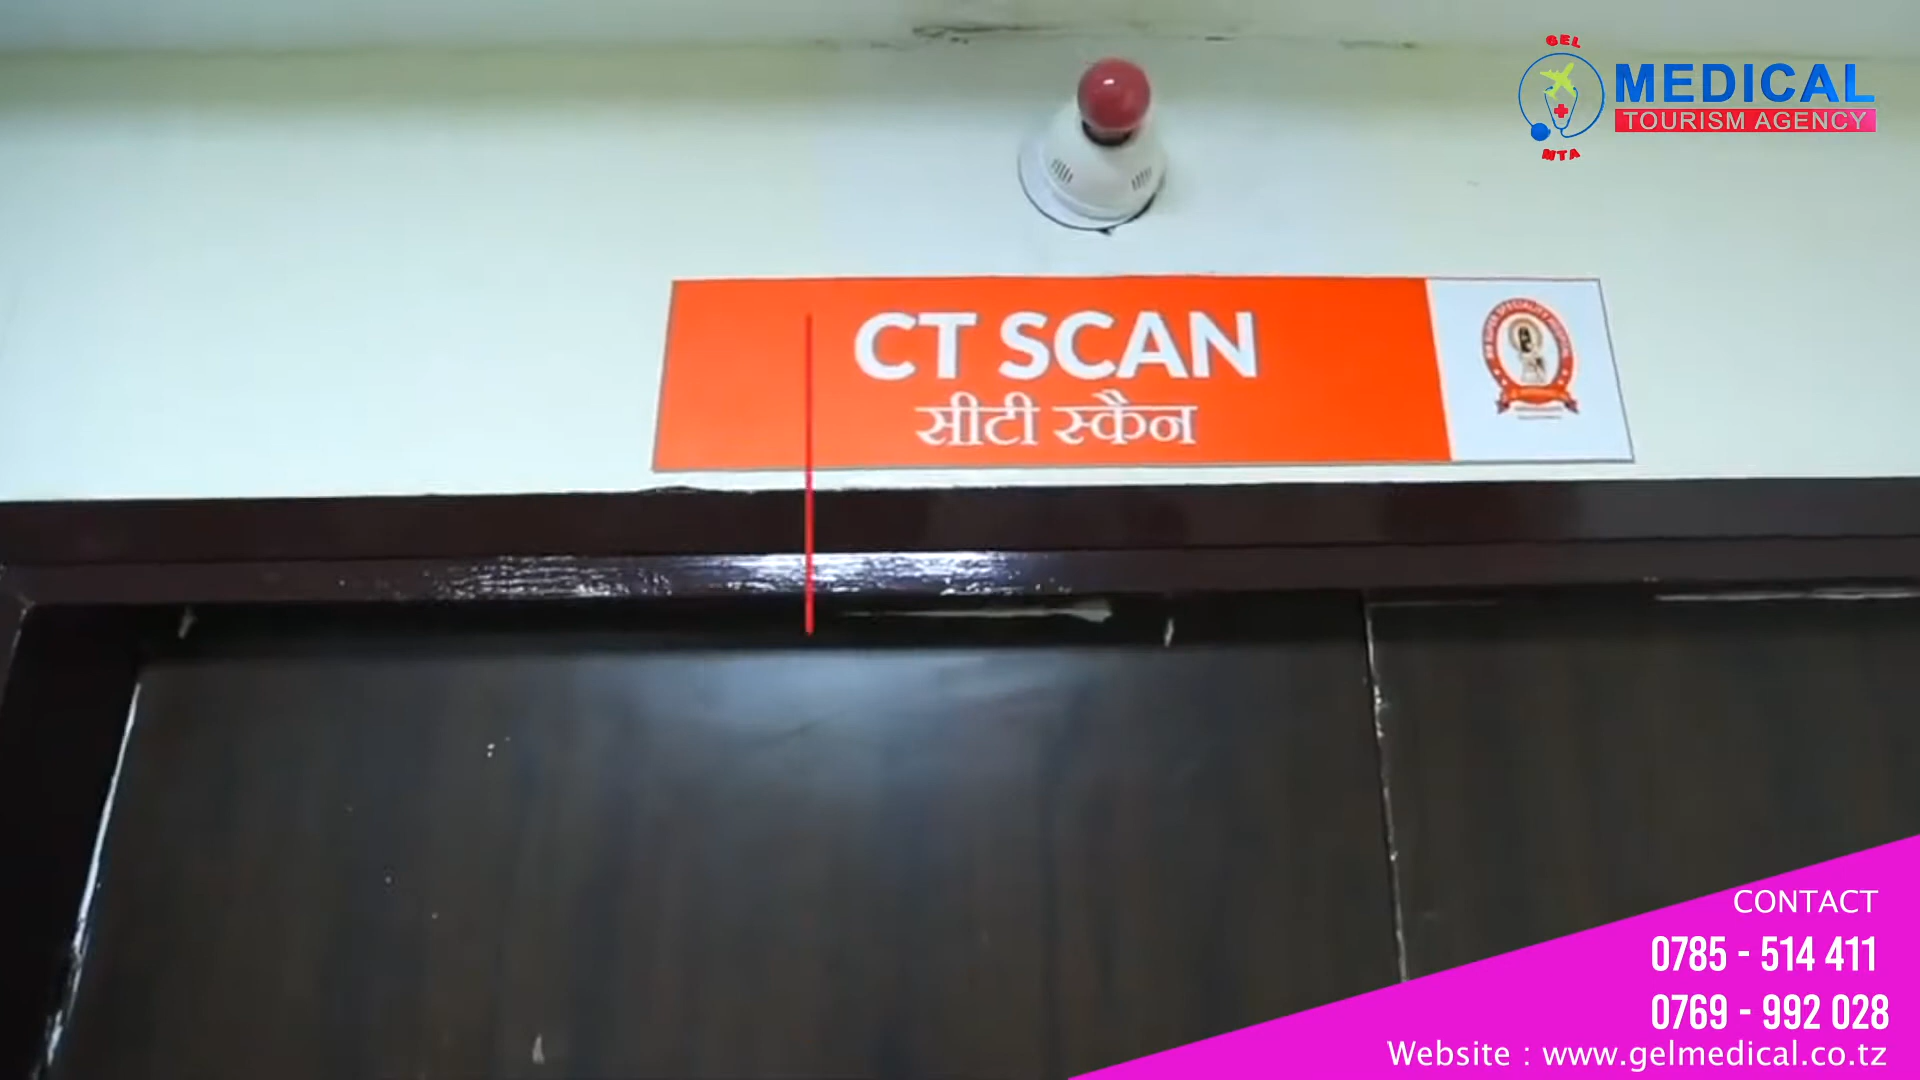 GEL
MEDICAL
TOURISM AGENCY
MTA
CT SCAN
सीटी स्कैन
CONTACT
0785 - 514 411
0769 - 992 028
Website : www.gelmedical.co.tz